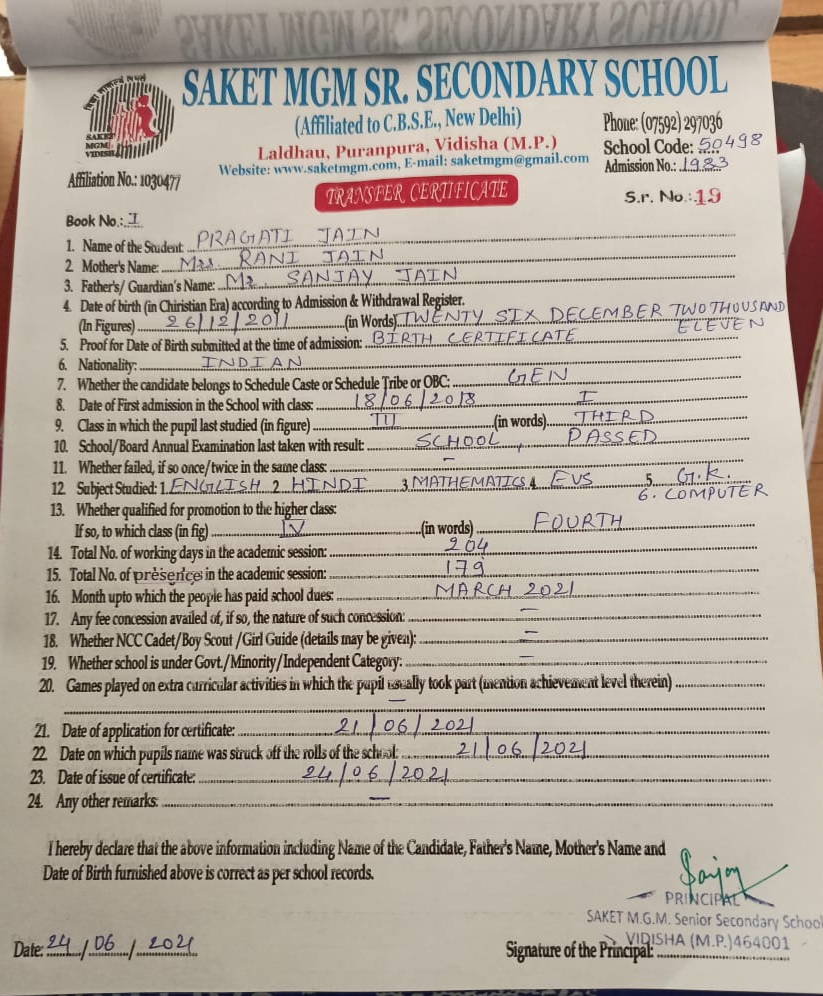 SAKET MGM SR. SECONDARY SCHOOL
SAKET MGM SR. SECONDARY SCHOOL
(Affiliated to C.B.S.E., New Delhi)
Laldhau, Puranpura, Vidisha (M.P.)
Website: www.saketmgm.com, E-mail: saketmgm@gmail.com
SAKET
MGM
VIDISHA
Phone: (07592) 297036
School Code: 50498
Admission No.: 1983
Affiliation No.: 1030477
TRANSFER CERTIFICATE
S.r. No.: 19
Book No.: I
1. Name of the Student: PRAGATI JAIN
2. Mother's Name: Mrs. RANI JAIN
3. Father's/ Guardian's Name: Mr SANJAY JAIN
4. Date of birth (in Chiristian Era) according to Admission & Withdrawal Register.
(In Figures) 26/12/2011 (in Words) TWENTY SIX DECEMBER TWO THOUSAND
ELEVEN
5. Proof for Date of Birth submitted at the time of admission: BIRTH CERTIFICATE
6. Nationality: INDIAN
7. Whether the candidate belongs to Schedule Caste or Schedule Tribe or OBC: GEN
8. Date of First admission in the School with class: 18/06/2018 I
9. Class in which the pupil last studied (in figure) III (in words) THIRD
10. School/Board Annual Examination last taken with result: SCHOOL, PASSED
11. Whether failed, if so once/twice in the same class: –
12. Subject Studied: 1. ENGLISH 2. HINDI 3. MATHEMATICS 4. EVS 5. G.K.
6. COMPUTER
13. Whether qualified for promotion to the higher class:
If so, to which class (in fig) IV (in words) FOURTH
14. Total No. of working days in the academic session: 204
15. Total No. of presence in the academic session: 179
16. Month upto which the people has paid school dues: MARCH 2021
17. Any fee concession availed of, if so, the nature of such concession: –
18. Whether NCC Cadet/Boy Scout /Girl Guide (details may be given): –
19. Whether school is under Govt./Minority/Independent Category: –
20. Games played on extra curricular activities in which the pupil usually took part (mention achievement level therein)
–
21. Date of application for certificate: 21/06/2021
22. Date on which pupils name was struck off the rolls of the school: 21/06/2021
23. Date of issue of certificate: 24/06/2021
24. Any other remarks: –
I hereby declare that the above information including Name of the Candidate, Father's Name, Mother's Name and
Date of Birth furnished above is correct as per school records.
Sanjay
PRINCIPAL
SAKET M.G.M. Senior Secondary School
VIDISHA (M.P.)464001
Date: 24/06/2021
Signature of the Principal: